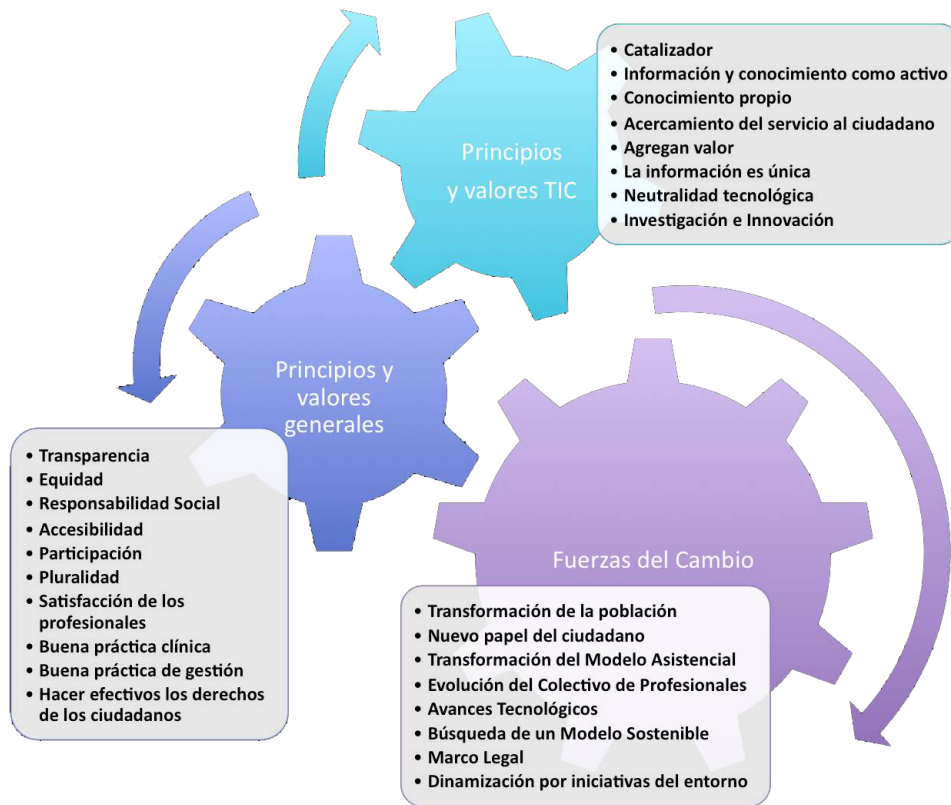 Principios
y valores TIC
• Catalizador
• Información y conocimiento como activo
• Conocimiento propio
• Acercamiento del servicio al ciudadano
• Agregan valor
• La información es única
• Neutralidad tecnológica
• Investigación e Innovación
Principios y
valores
generales
• Transparencia
• Equidad
• Responsabilidad Social
• Accesibilidad
• Participación
• Pluralidad
• Satisfacción de los
profesionales
• Buena práctica clínica
• Buena práctica de gestión
• Hacer efectivos los derechos
de los ciudadanos
Fuerzas del Cambio
• Transformación de la población
• Nuevo papel del ciudadano
• Transformación del Modelo Asistencial
• Evolución del Colectivo de Profesionales
• Avances Tecnológicos
• Búsqueda de un Modelo Sostenible
• Marco Legal
• Dinamización por iniciativas del entorno